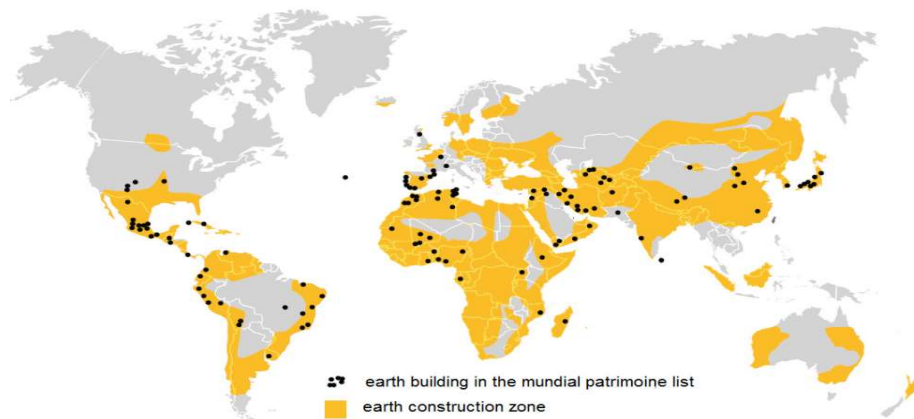 earth building in the mundial patrimoine list
earth construction zone